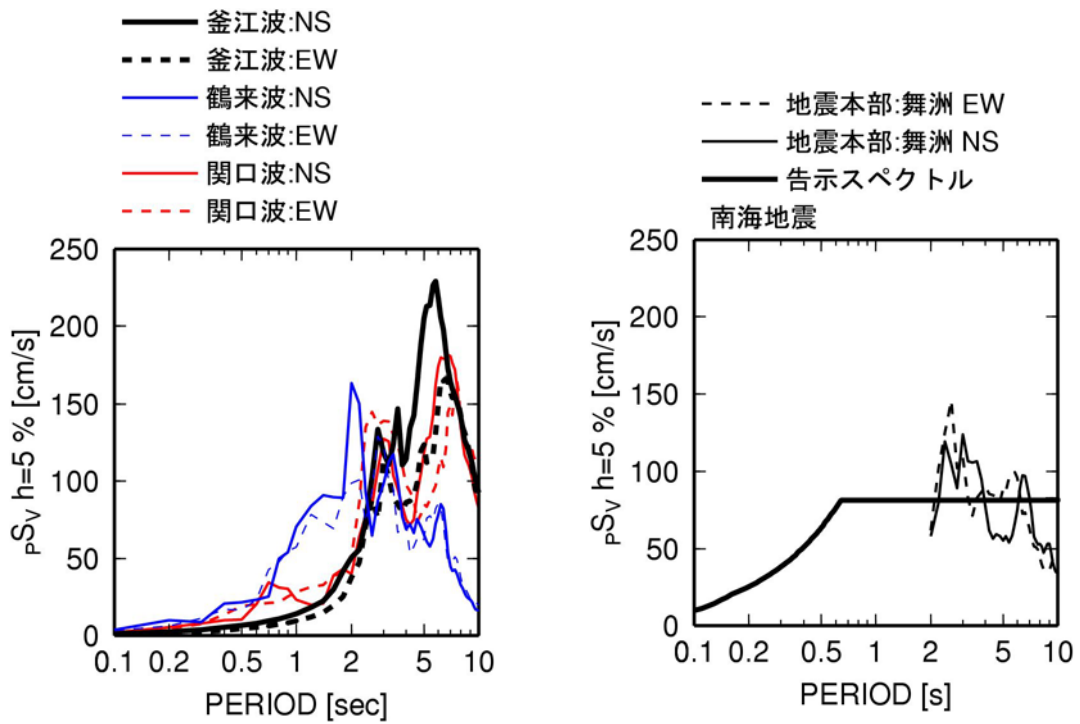 釜江波:NS
釜江波:EW
鶴来波:NS
鶴来波:EW
関口波:NS
関口波:EW
250
200
150
100
50
0
PSV h=5 % [cm/s]
0.1 0.2 0.5 1 2 5 10
PERIOD [sec]
地震本部:舞洲 EW
地震本部:舞洲 NS
告示スペクトル
南海地震
250
200
150
100
50
0
PSV h=5 % [cm/s]
0.1 0.2 0.5 1 2 5 10
PERIOD [s]